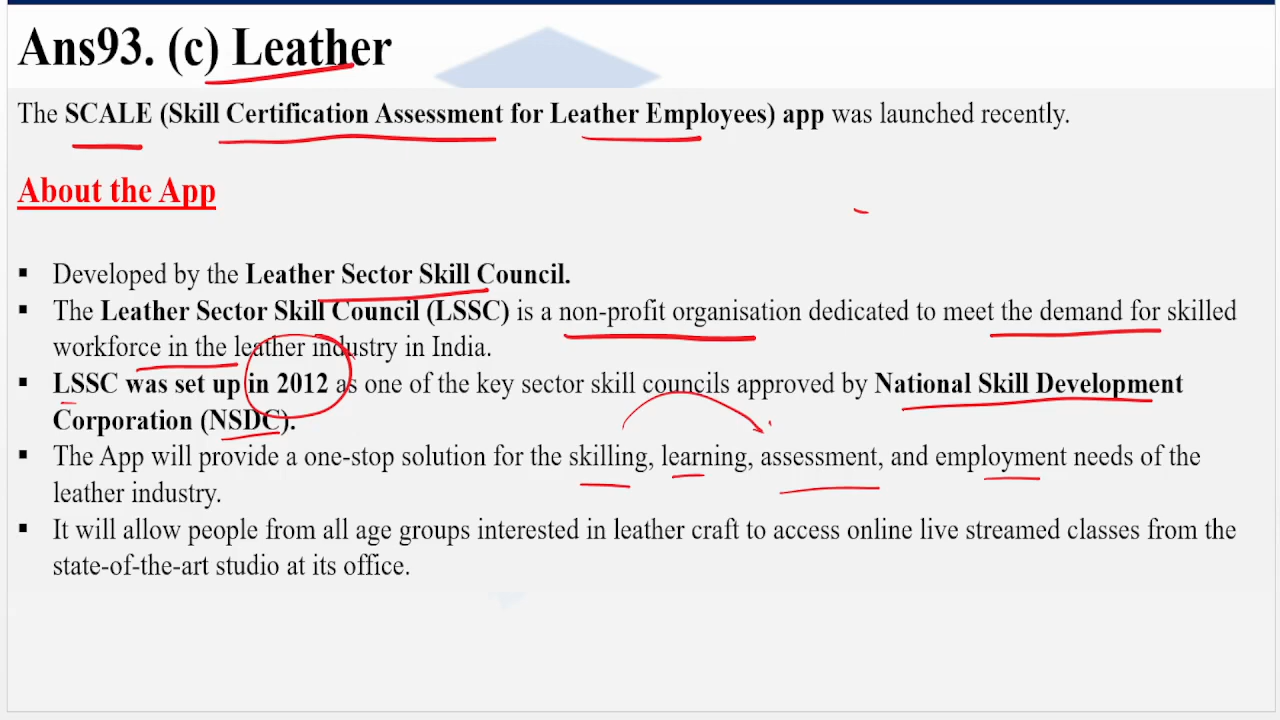 Ans93. (c) Leather
The SCALE (Skill Certification Assessment for Leather Employees) app was launched recently.
About the App
▪ Developed by the Leather Sector Skill Council.
▪ The Leather Sector Skill Council (LSSC) is a non-profit organisation dedicated to meet the demand for skilled
workforce in the leather industry in India.
▪ LSSC was set up in 2012 as one of the key sector skill councils approved by National Skill Development
Corporation (NSDC).
▪ The App will provide a one-stop solution for the skilling, learning, assessment, and employment needs of the
leather industry.
▪ It will allow people from all age groups interested in leather craft to access online live streamed classes from the
state-of-the-art studio at its office.